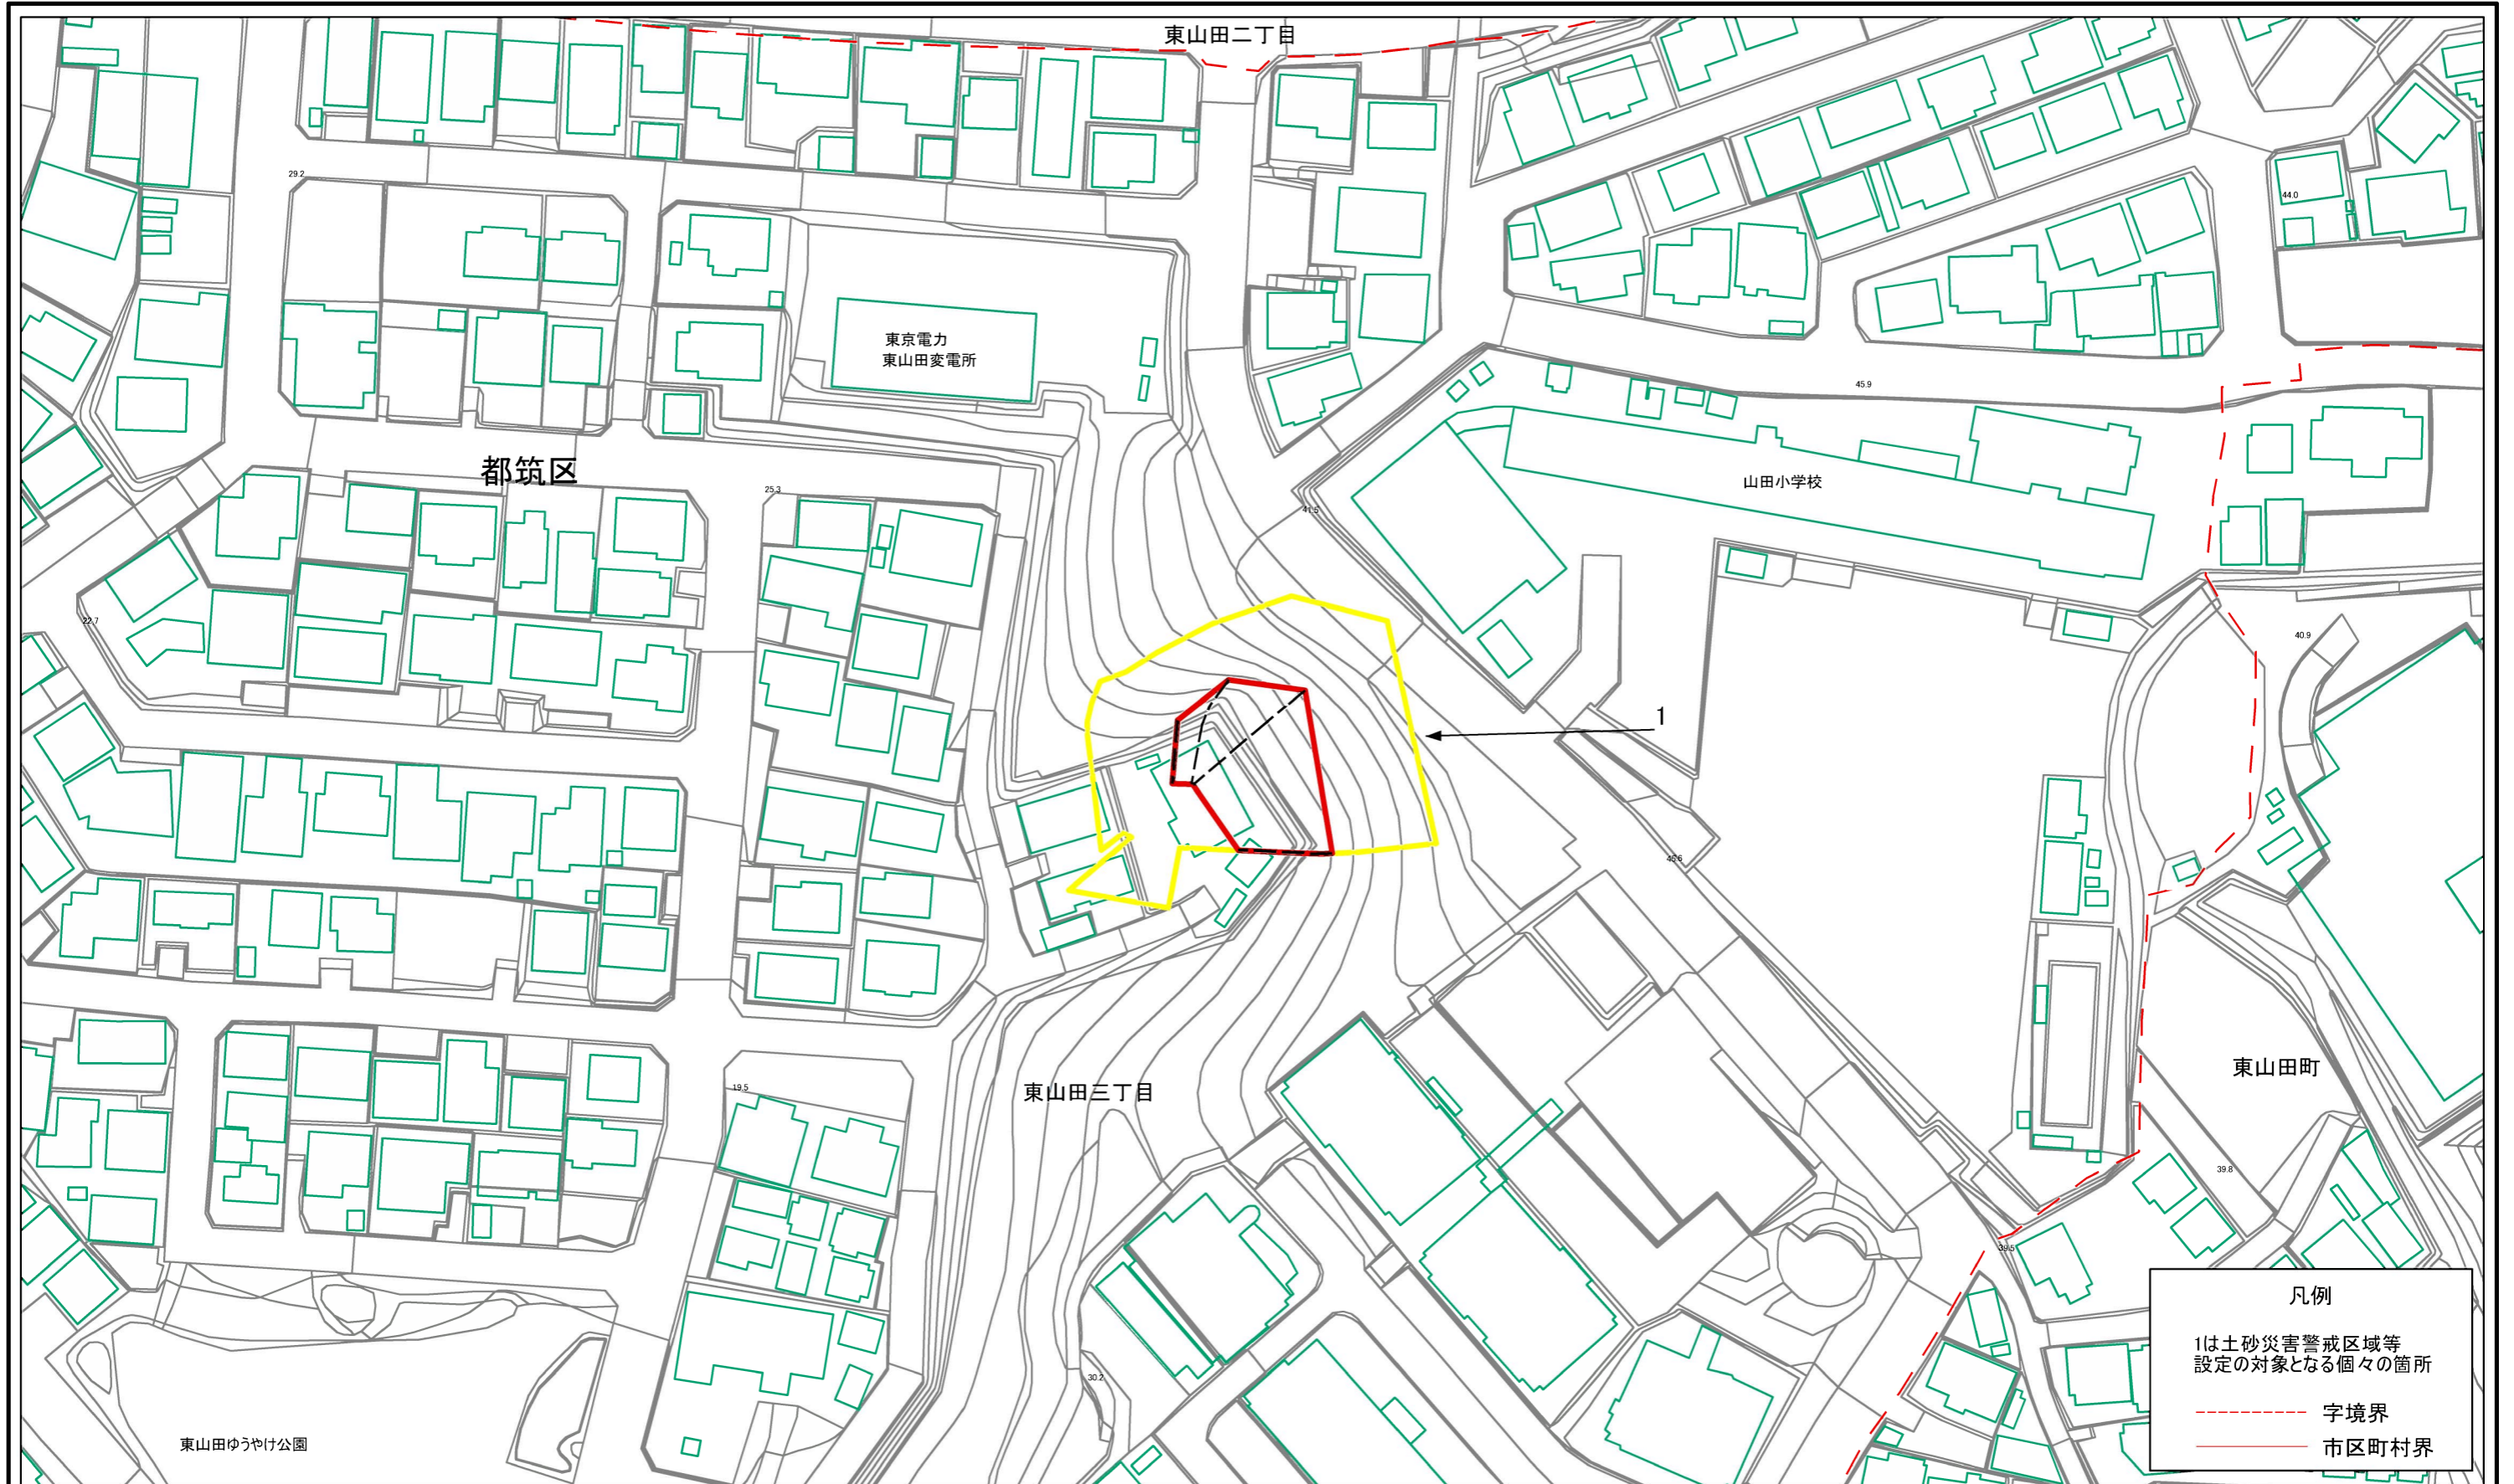 東山田二丁目
29.2
44.0
東京電力
東山田変電所
45.9
都筑区
25.3
山田小学校
41.5
22.7
40.9
1
45.6
東山田町
19.5
東山田三丁目
39.8
39.5
30.2
東山田ゆうやけ公園
凡例
1は土砂災害警戒区域等
設定の対象となる個々の箇所
字境界
市区町村界